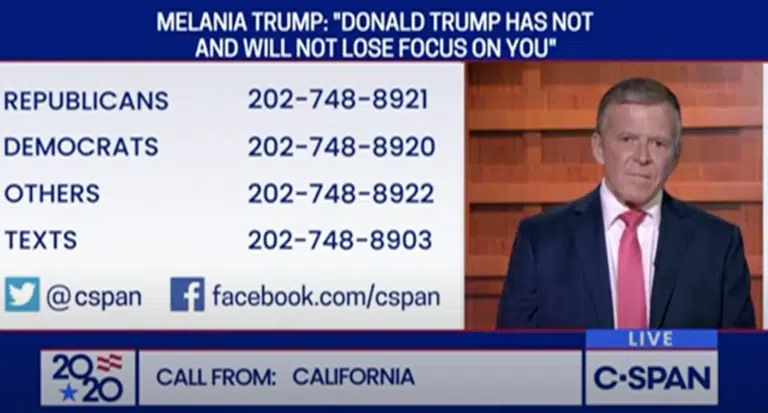 MELANIA TRUMP: "DONALD TRUMP HAS NOT
AND WILL NOT LOSE FOCUS ON YOU"
REPUBLICANS 202-748-8921
DEMOCRATS 202-748-8920
OTHERS 202-748-8922
TEXTS 202-748-8903
@cspan facebook.com/cspan
LIVE
2020 CALL FROM: CALIFORNIA C-SPAN